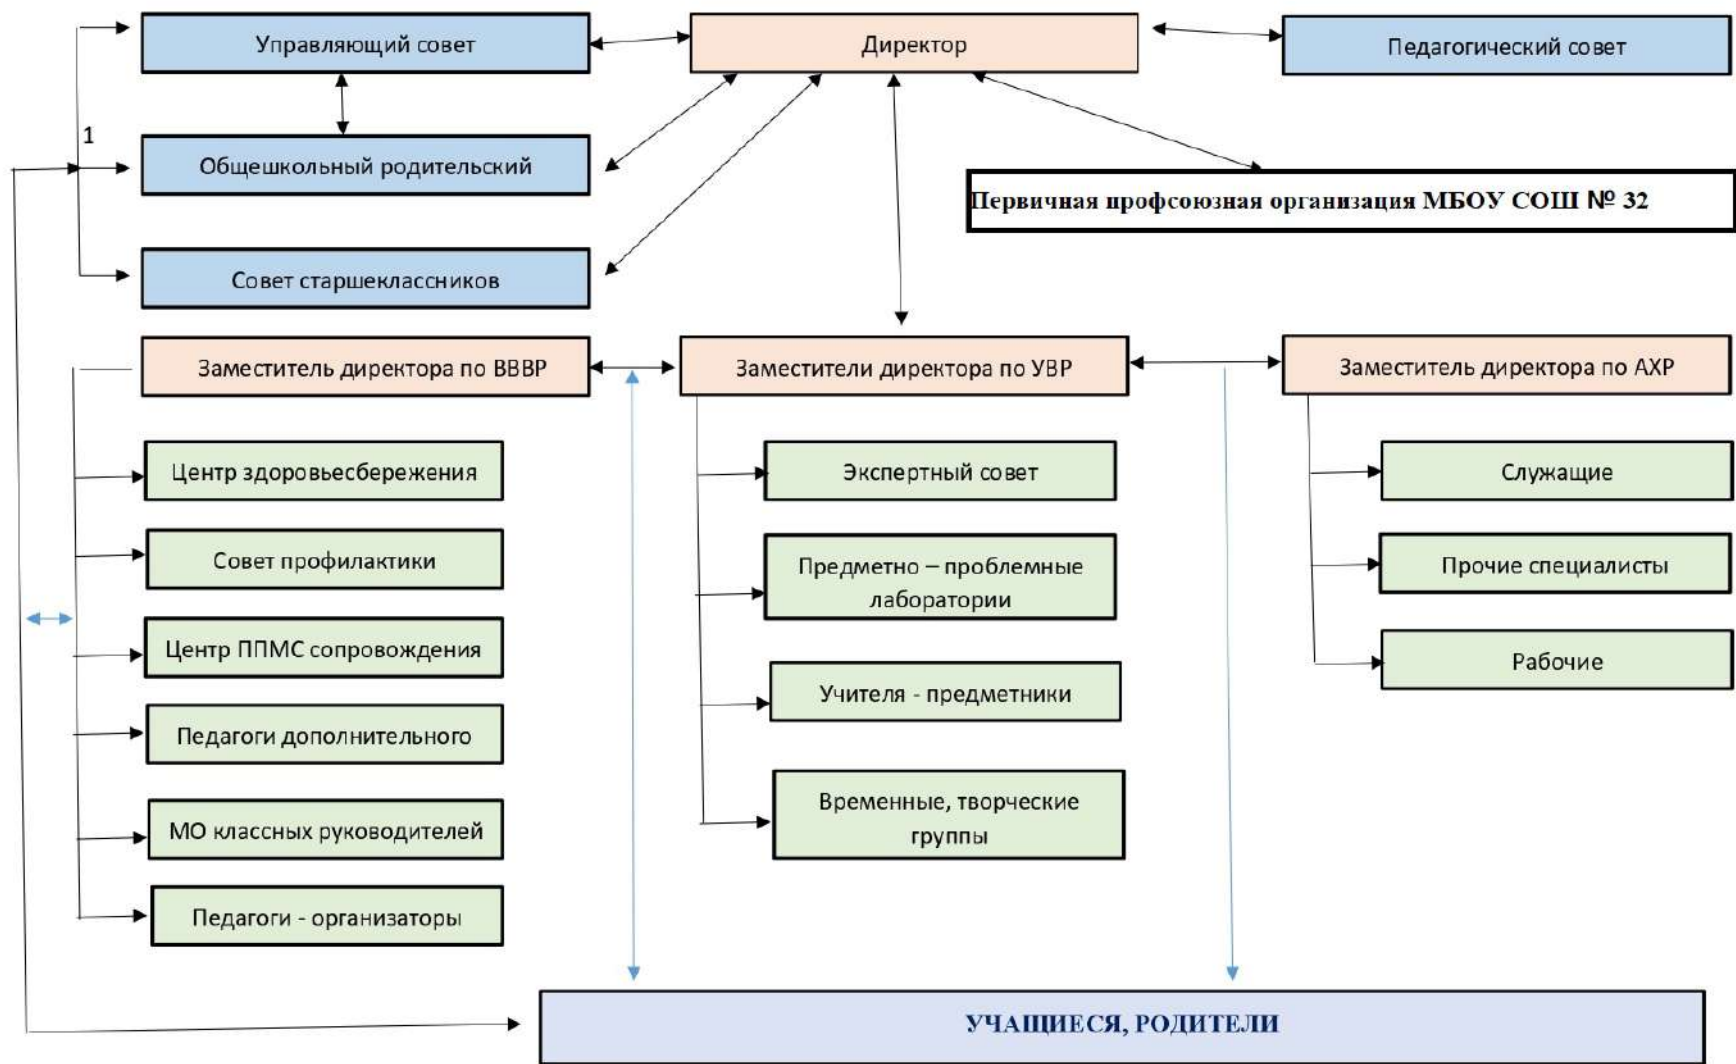 Управляющий совет
Директор
Педагогический совет
1
Общешкольный родительский
Первичная профсоюзная организация МБОУ СОШ № 32
Совет старшеклассников
Заместитель директора по ВВВР
Заместители директора по УВР
Заместитель директора по АХР
Центр здоровьесбережения
Экспертный совет
Служащие
Совет профилактики
Предметно – проблемные
лаборатории
Прочие специалисты
Центр ППМС сопровождения
Учителя - предметники
Рабочие
Педагоги дополнительного
Временные, творческие
группы
МО классных руководителей
Педагоги - организаторы
УЧАЩИЕСЯ, РОДИТЕЛИ